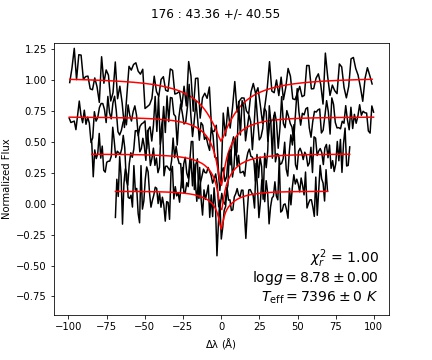 176 : 43.36 +/- 40.55
1.25
1.00
0.75
0.50
0.25
0.00
−0.25
−0.50
−0.75
Normalized Flux
χ²ᵣ = 1.00
logg = 8.78 ± 0.00
T_eff = 7396 ± 0 K
−100 −75 −50 −25 0 25 50 75 100
Δλ (Å)